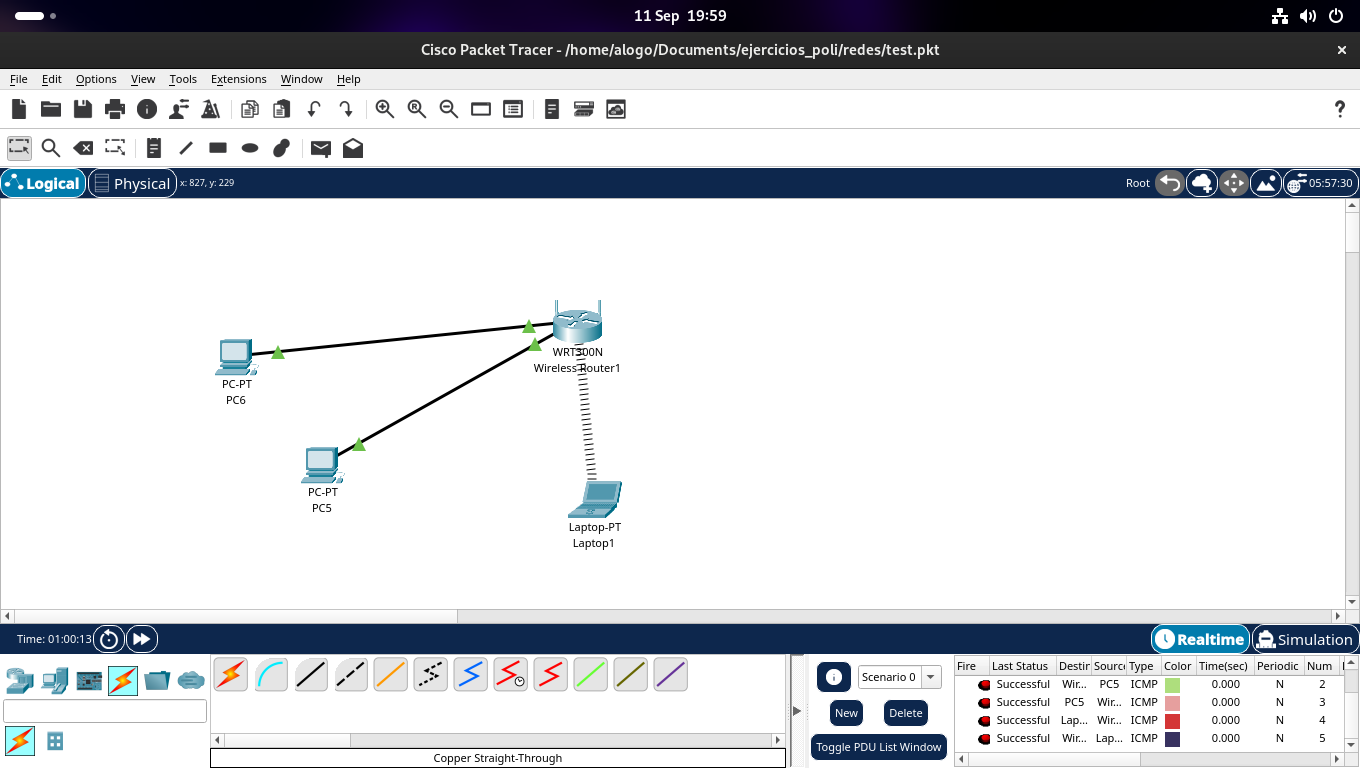 11 Sep 19:59
Cisco Packet Tracer - /home/alogo/Documents/ejercicios_poli/redes/test.pkt
File Edit Options View Tools Extensions Window Help
Logical Physical x: 827, y: 229 Root 05:57:30
WRT300N
Wireless Router1
PC-PT
PC6
PC-PT
PC5
Laptop-PT
Laptop1
Time: 01:00:13 Realtime Simulation
Scenario 0
New Delete
Toggle PDU List Window
Fire Last Status Destin Source Type Color Time(sec) Periodic Num
Successful Wir... PC5 ICMP 0.000 N 2
Successful PC5 Wir... ICMP 0.000 N 3
Successful Lap... Wir... ICMP 0.000 N 4
Successful Wir... Lap... ICMP 0.000 N 5
Copper Straight-Through